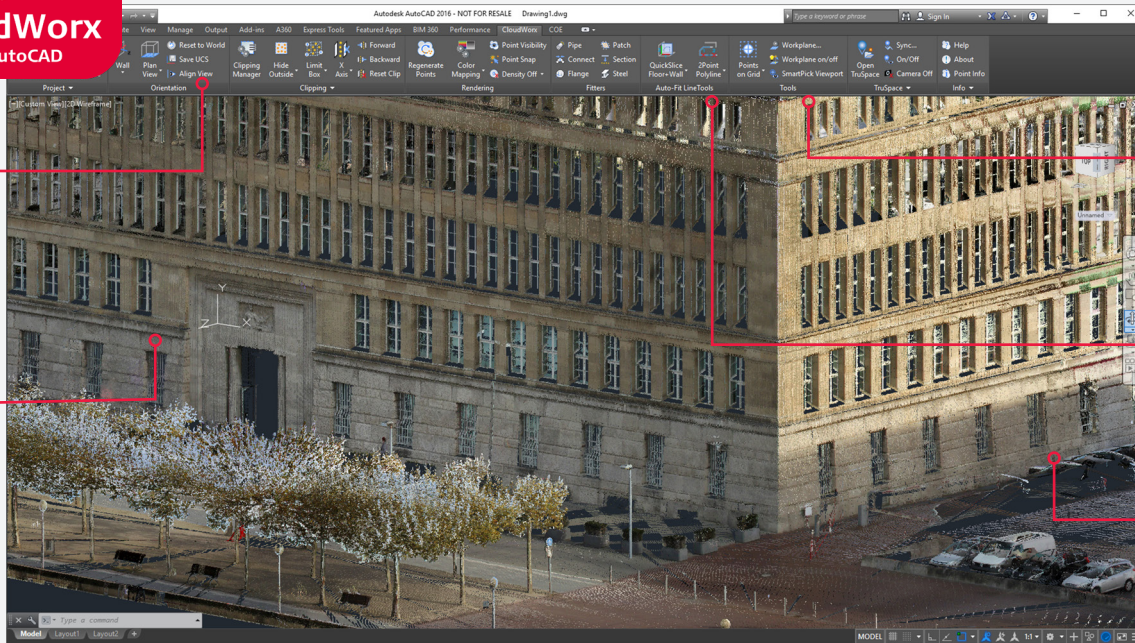 dWorx
utoCAD
Autodesk AutoCAD 2016 - NOT FOR RESALE Drawing1.dwg
Type a keyword or phrase
Sign In
te View Manage Output Add-ins A360 Express Tools Featured Apps BIM 360 Performance CloudWorx COE
Wall
Plan View
Reset to World
Save UCS
Align View
Clipping Manager
Hide Outside
Limit Box
X Axis
Forward
Backward
Reset Clip
Regenerate Points
Color Mapping
Point Visibility
Point Snap
Density Off
Pipe
Connect
Flange
Patch
Section
Steel
QuickSlice Floor+Wall
2Point Polyline
Points on Grid
Workplane...
Workplane on/off
SmartPick Viewport
Open TruSpace
Sync...
On/Off
Camera Off
Help
About
Point Info
Project Orientation Clipping Rendering Fitters Auto-Fit LineTools Tools TruSpace Info
[-][Custom View][2D Wireframe]
TOP
Unnamed
Y
Z X
Type a command
Model Layout1 Layout2 +
MODEL 1:1